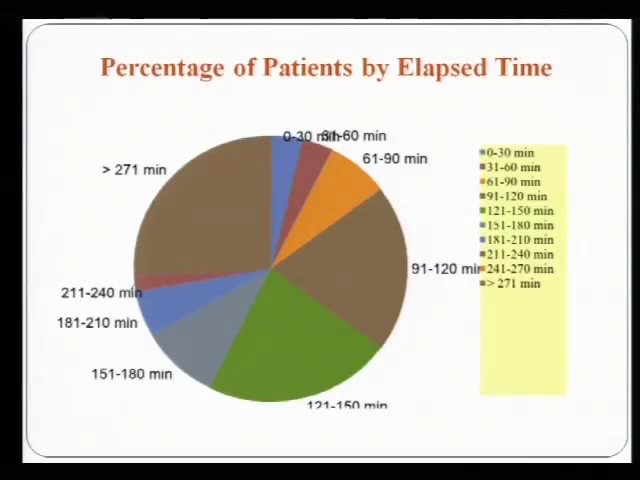 Percentage of Patients by Elapsed Time
0-30 min
31-60 min
61-90 min
> 271 min
91-120 min
211-240 min
181-210 min
151-180 min
121-150 min
0-30 min
31-60 min
61-90 min
91-120 min
121-150 min
151-180 min
181-210 min
211-240 min
241-270 min
> 271 min